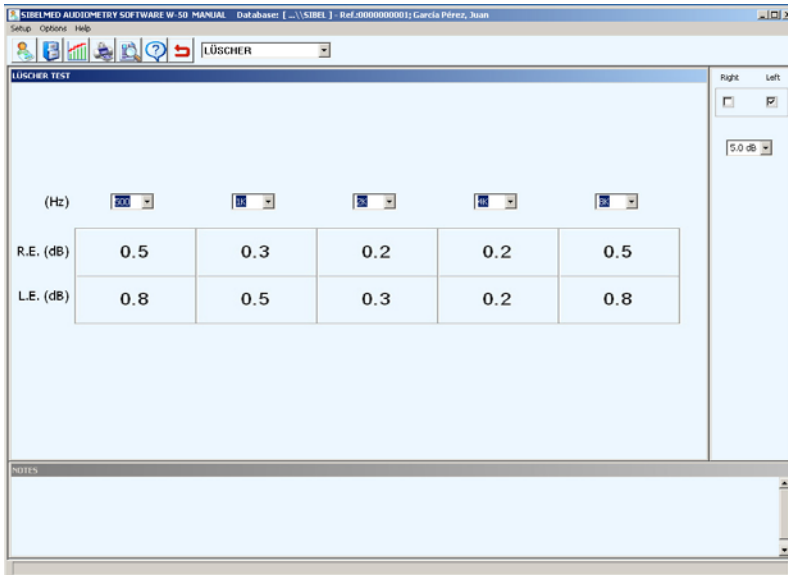 SIBELMED AUDIOMETRY SOFTWARE W-50 MANUAL Database: [ ...\\SIBEL ] - Ref.:0000000001; García Pérez, Juan
Setup Options Help
LÜSCHER
LÜSCHER TEST
Right Left
5.0 dB
(Hz) 500 1K 2K 4K 8K
R.E. (dB) 0.5 0.3 0.2 0.2 0.5
L.E. (dB) 0.8 0.5 0.3 0.2 0.8
NOTES